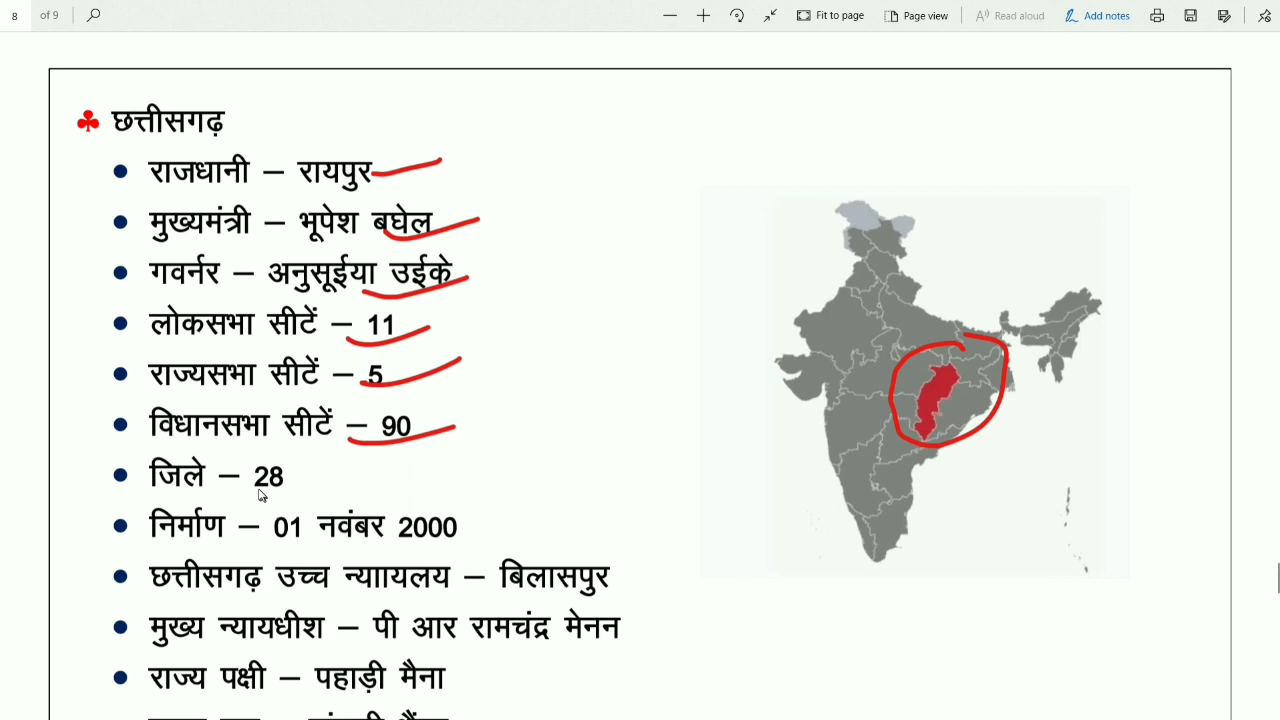 8 of 9 Fit to page Page view Read aloud Add notes
छत्तीसगढ़
राजधानी – रायपुर
मुख्यमंत्री – भूपेश बघेल
गवर्नर – अनुसूईया उईके
लोकसभा सीटें – 11
राज्यसभा सीटें – 5
विधानसभा सीटें – 90
जिले – 28
निर्माण – 01 नवंबर 2000
छत्तीसगढ़ उच्च न्याायलय – बिलासपुर
मुख्य न्यायधीश – पी आर रामचंद्र मेनन
राज्य पक्षी – पहाड़ी मैना